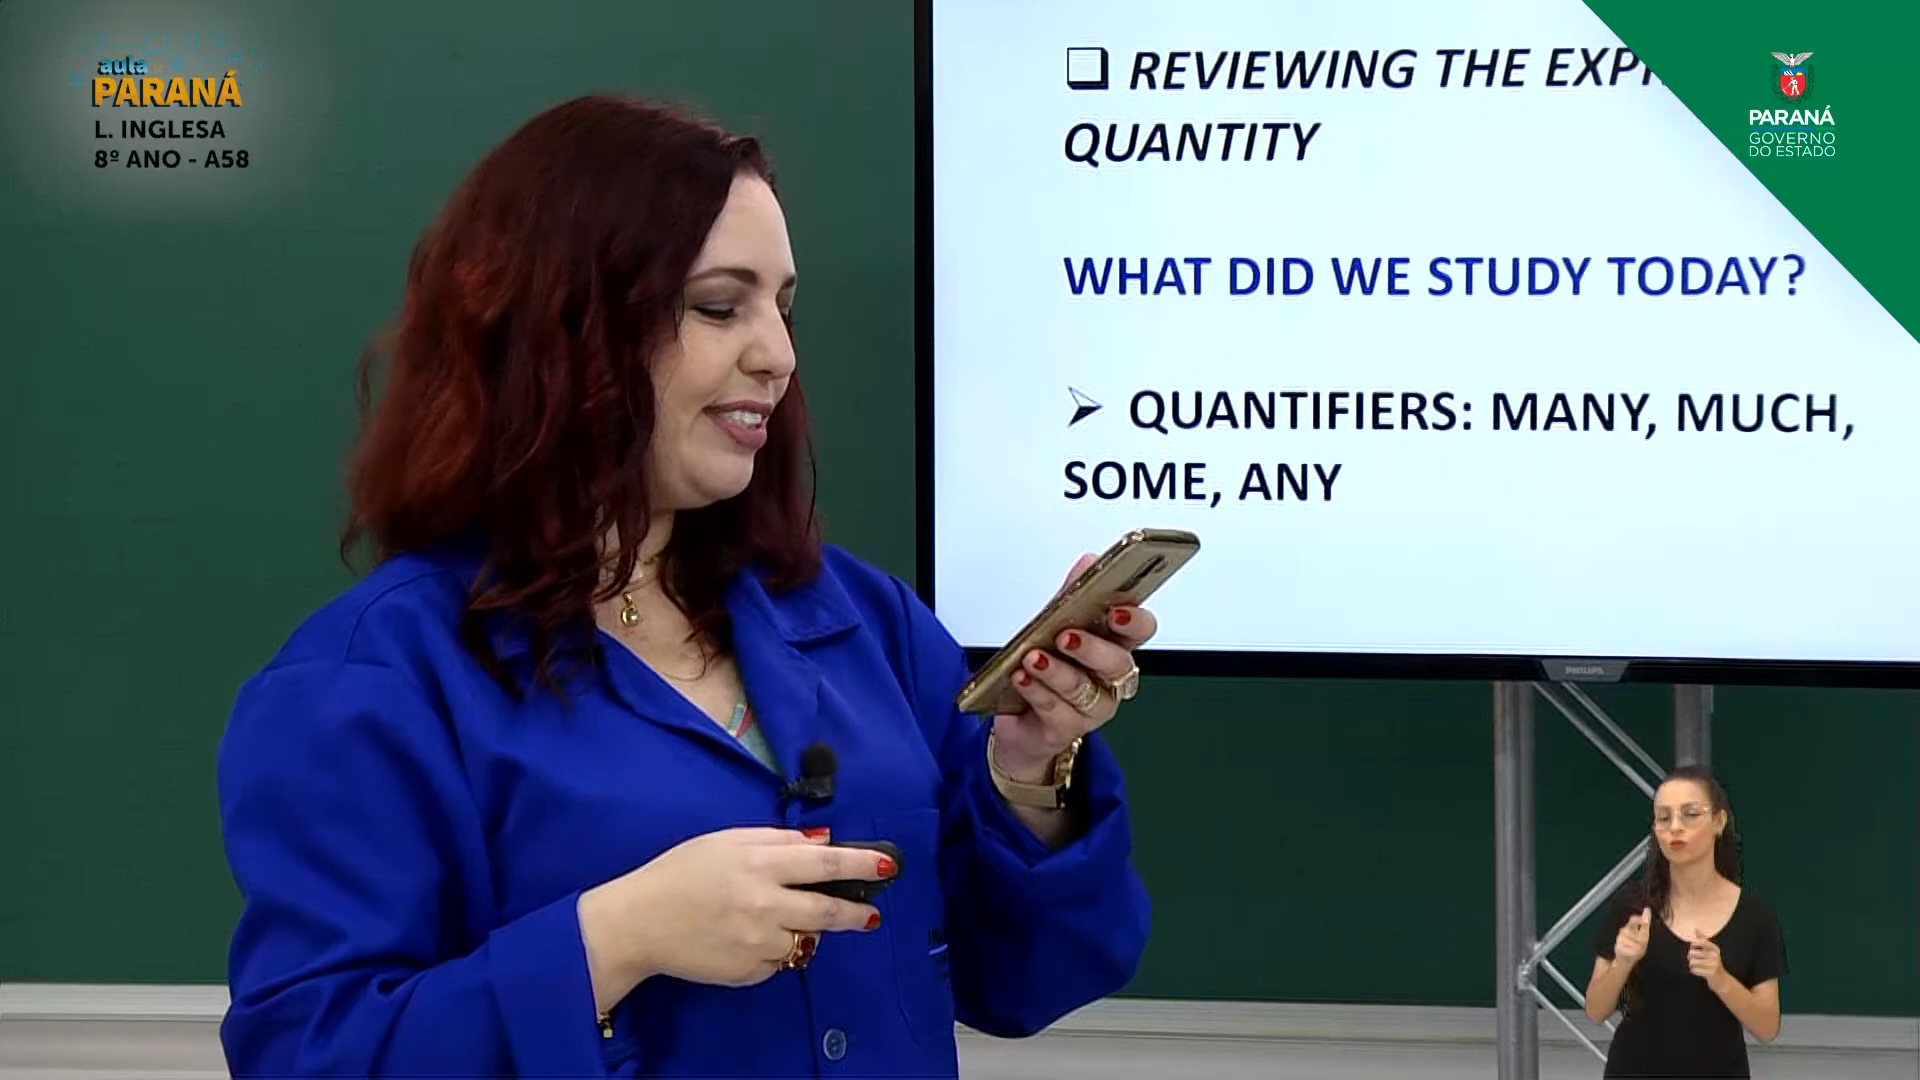 aula
PARANÁ
L. INGLESA
8º ANO - A58
REVIEWING THE
QUANTITY
WHAT DID WE STUDY TODAY?
QUANTIFIERS: MANY, MUCH,
SOME, ANY
PHILIPS
PARANÁ
GOVERNO
DO ESTADO